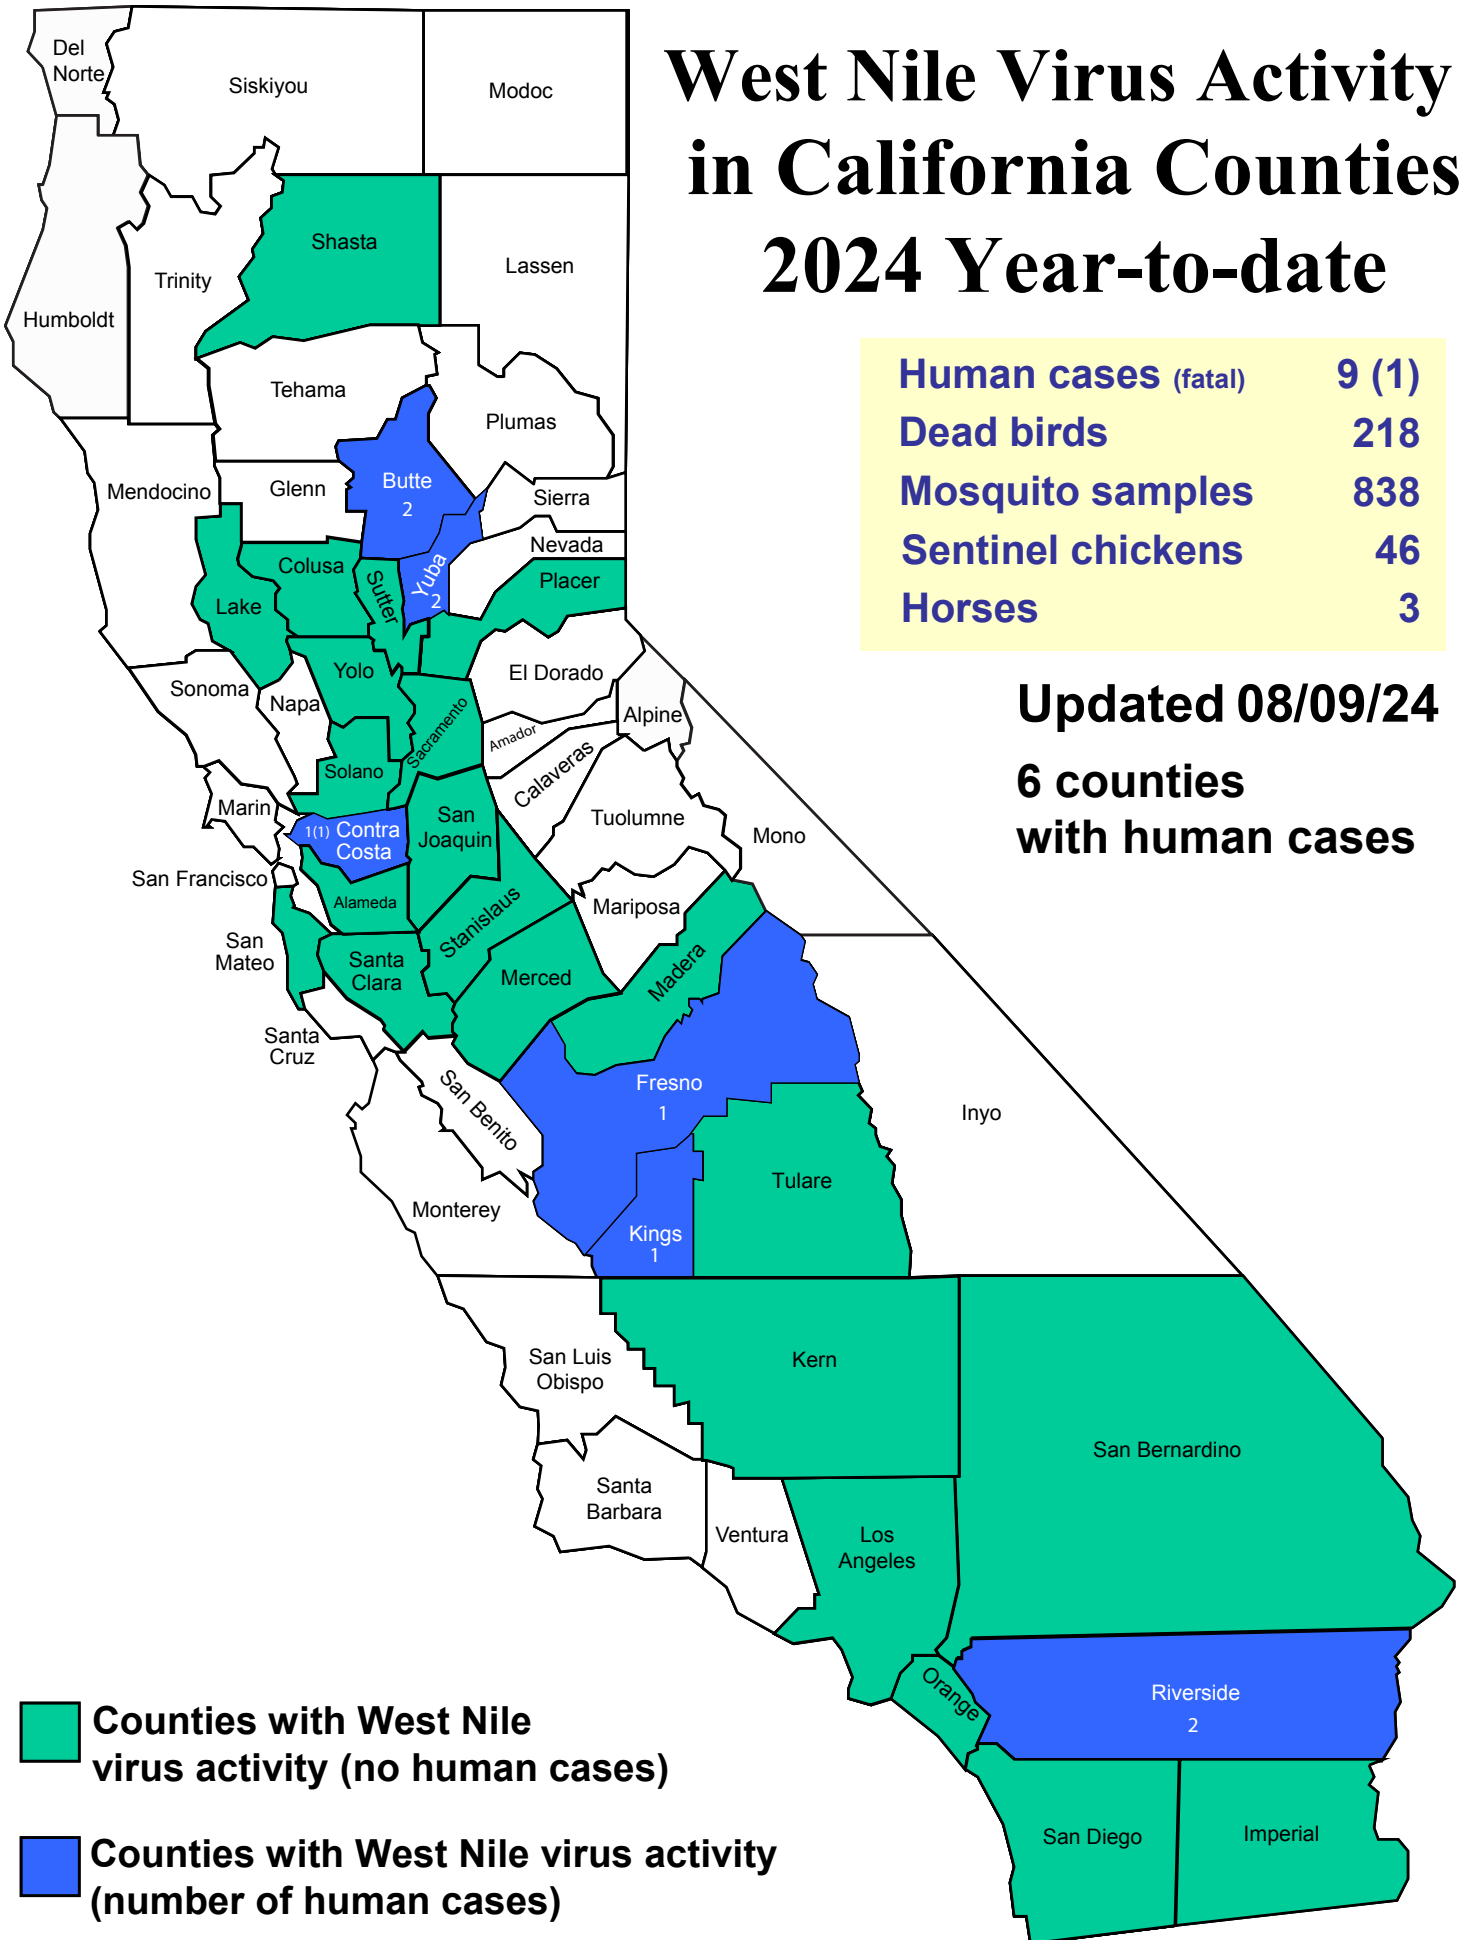 West Nile Virus Activity
in California Counties
2024 Year-to-date
Human cases (fatal) 9 (1)
Dead birds 218
Mosquito samples 838
Sentinel chickens 46
Horses 3
Updated 08/09/24
6 counties
with human cases
Del
Norte
Siskiyou
Modoc
Shasta
Lassen
Trinity
Humboldt
Tehama
Plumas
Mendocino
Glenn
Butte
2
Sierra
Nevada
Colusa
Sutter
Yuba
2
Placer
Lake
Yolo
El Dorado
Sonoma
Napa
Sacramento
Alpine
Amador
Solano
Calaveras
Marin
1(1) Contra
Costa
San
Joaquin
Tuolumne
Mono
San Francisco
Alameda
Stanislaus
Mariposa
San
Mateo
Santa
Clara
Merced
Madera
Santa
Cruz
San Benito
Fresno
1
Inyo
Tulare
Monterey
Kings
1
San Luis
Obispo
Kern
San Bernardino
Santa
Barbara
Ventura
Los
Angeles
Orange
Riverside
2
San Diego
Imperial
Counties with West Nile
virus activity (no human cases)
Counties with West Nile virus activity
(number of human cases)